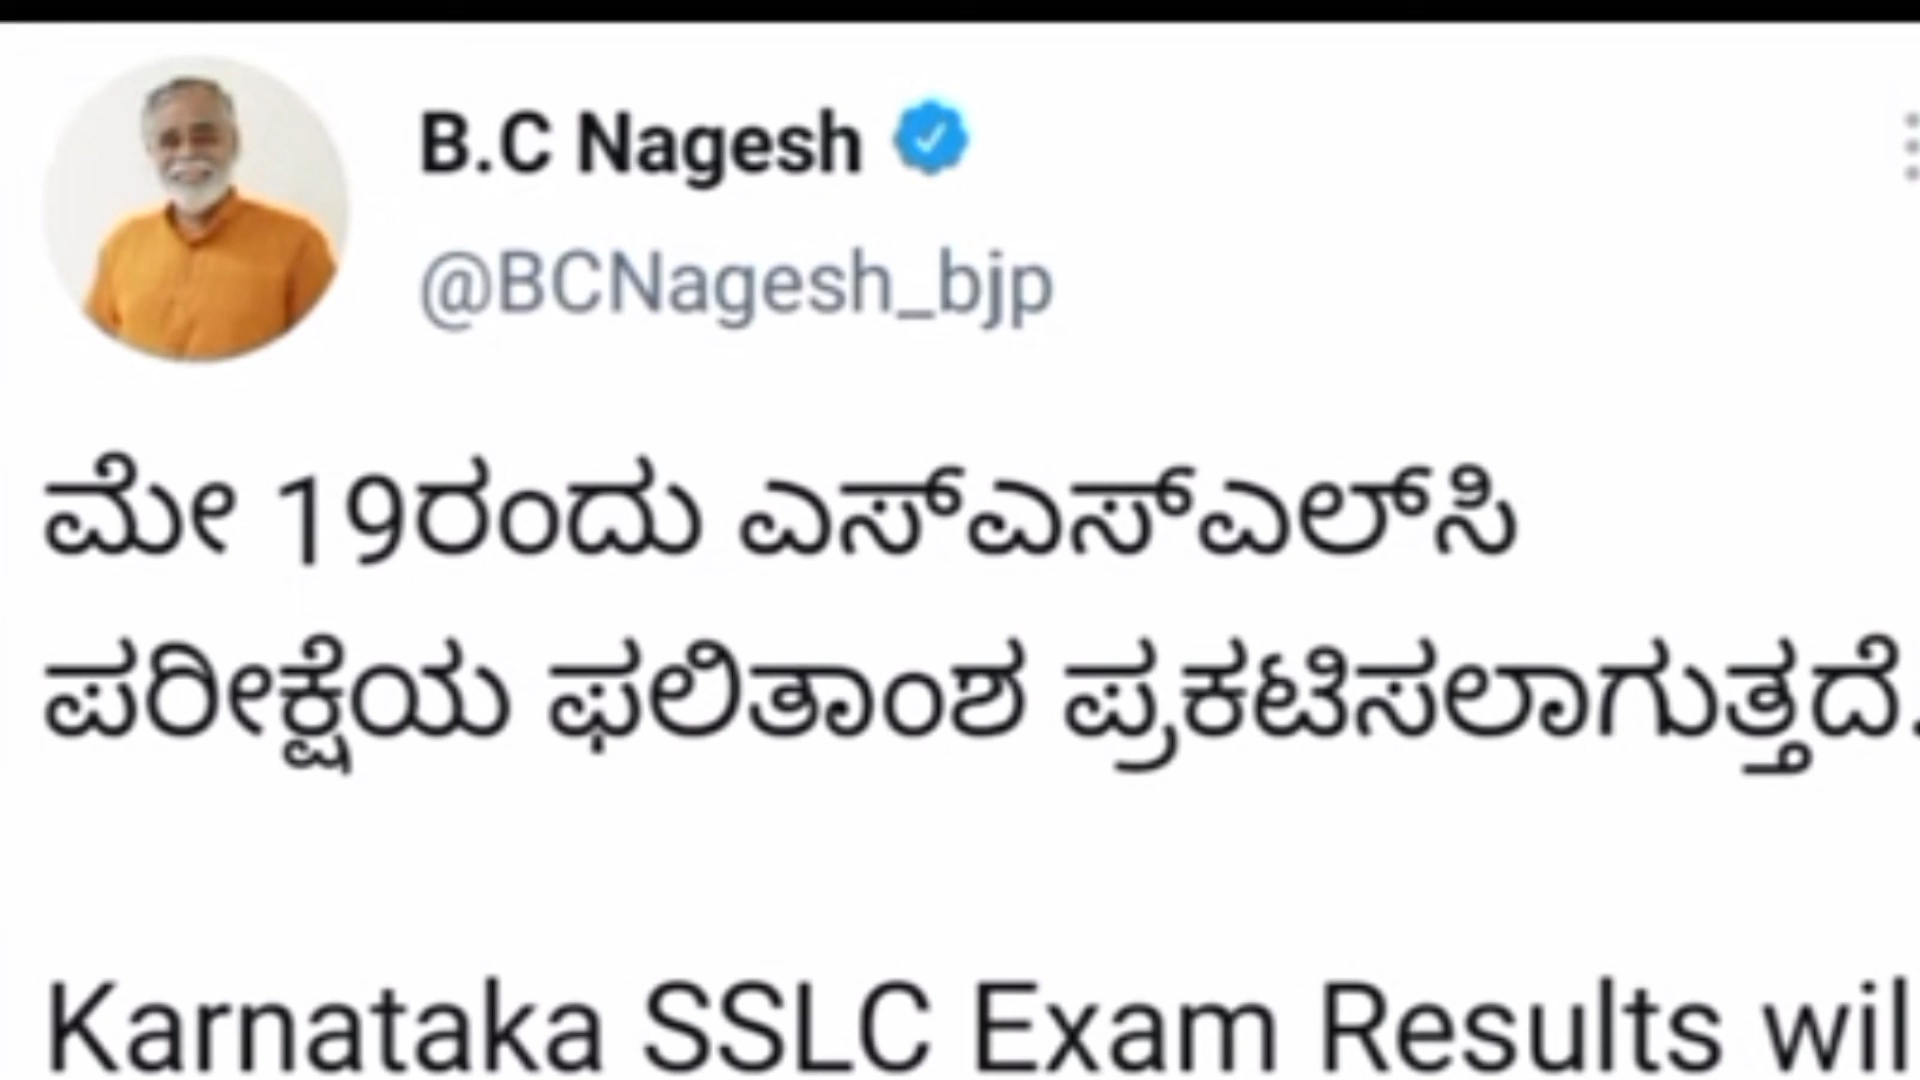 B.C Nagesh
@BCNagesh_bjp
ಮೇ 19ರಂದು ಎಸ್‌ಎಸ್‌ಎಲ್‌ಸಿ
ಪರೀಕ್ಷೆಯ ಫಲಿತಾಂಶ ಪ್ರಕಟಿಸಲಾಗುತ್ತದೆ.
Karnataka SSLC Exam Results wil